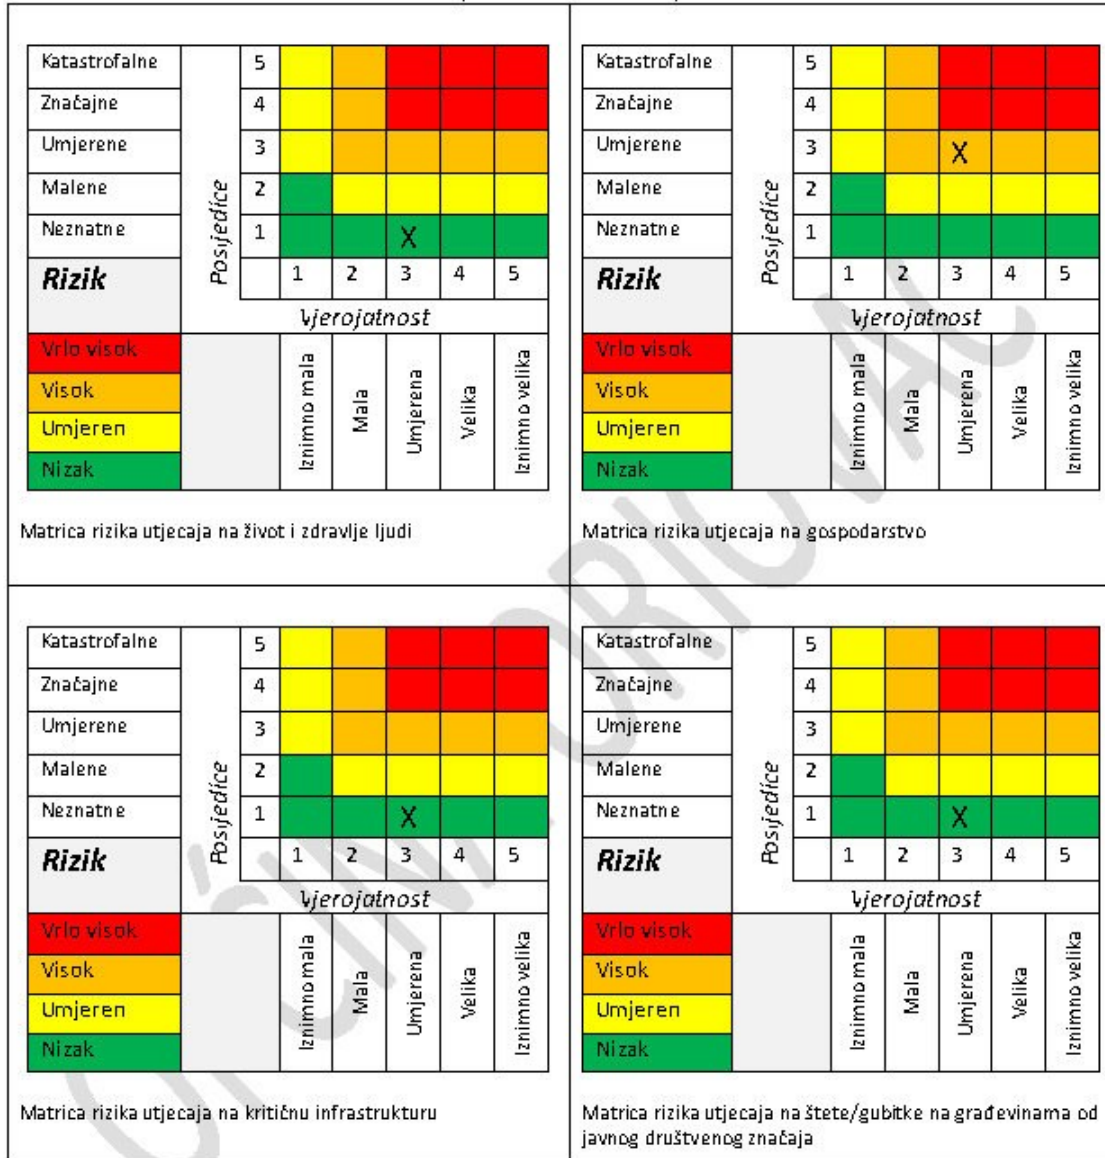 Katastrofalne 5
Značajne 4
Umjerene 3
Malene 2
Neznatne 1 X
Posljedice
Rizik 1 2 3 4 5
Vjerojatnost
Vrlo visok
Visok
Umjeren
Nizak
Iznimno mala
Mala
Umjerena
Velika
Iznimno velika
Matrica rizika utjecaja na život i zdravlje ljudi
Katastrofalne 5
Značajne 4
Umjerene 3 X
Malene 2
Neznatne 1
Posljedice
Rizik 1 2 3 4 5
Vjerojatnost
Vrlo visok
Visok
Umjeren
Nizak
Iznimno mala
Mala
Umjerena
Velika
Iznimno velika
Matrica rizika utjecaja na gospodarstvo
Katastrofalne 5
Značajne 4
Umjerene 3
Malene 2
Neznatne 1 X
Posljedice
Rizik 1 2 3 4 5
Vjerojatnost
Vrlo visok
Visok
Umjeren
Nizak
Iznimno mala
Mala
Umjerena
Velika
Iznimno velika
Matrica rizika utjecaja na kritičnu infrastrukturu
Katastrofalne 5
Značajne 4
Umjerene 3
Malene 2
Neznatne 1 X
Posljedice
Rizik 1 2 3 4 5
Vjerojatnost
Vrlo visok
Visok
Umjeren
Nizak
Iznimno mala
Mala
Umjerena
Velika
Iznimno velika
Matrica rizika utjecaja na štete/gubitke na građevinama od
javnog društvenog značaja
ORIOVAC